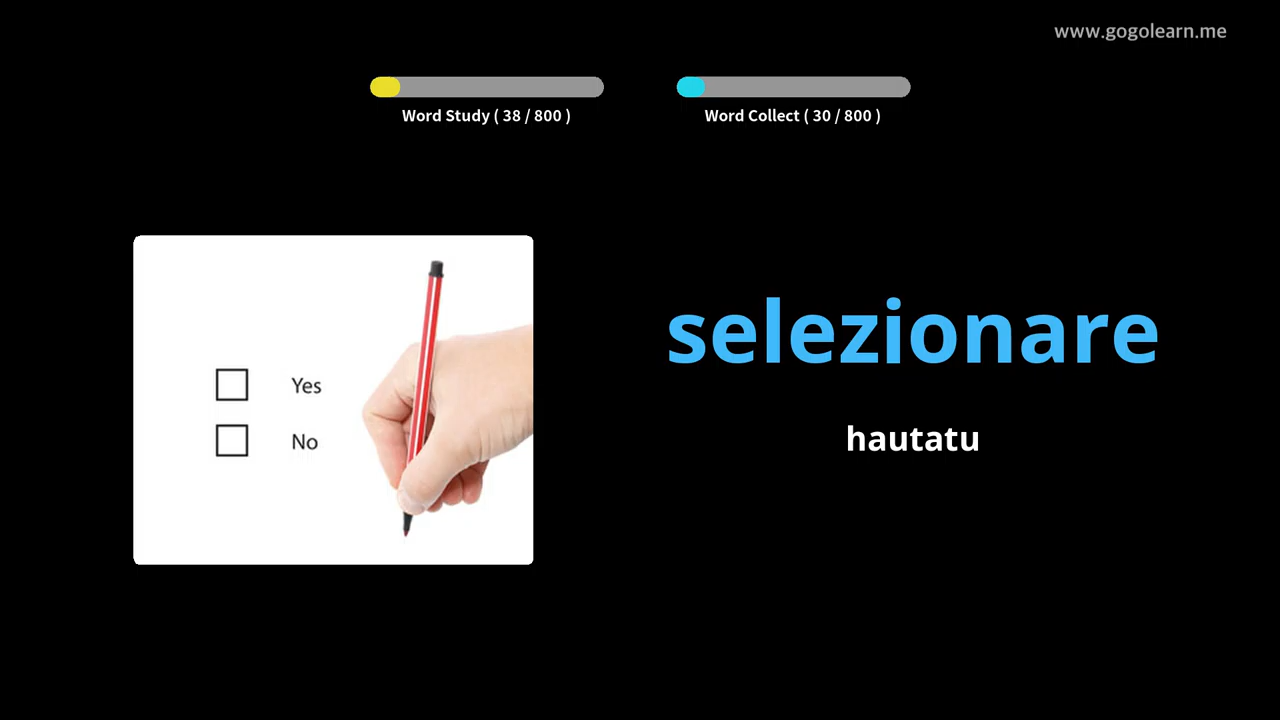 www.gogolearn.me
Word Study ( 38 / 800 )
Word Collect ( 30 / 800 )
selezionare
hautatu
Yes
No